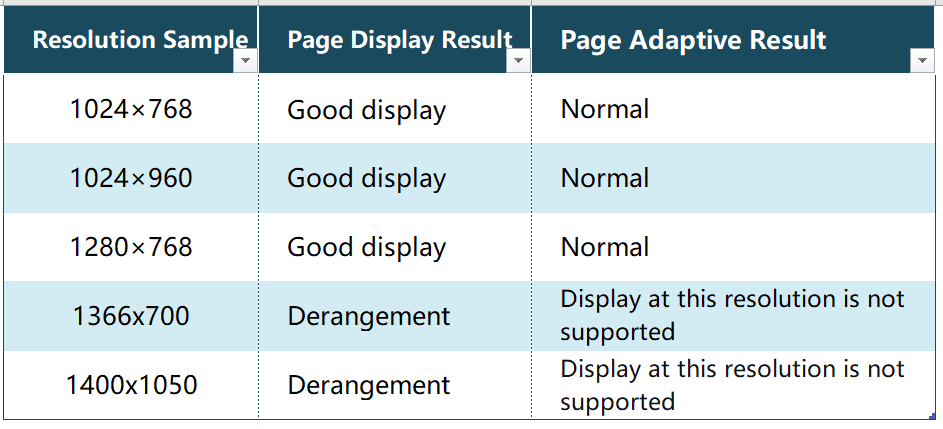 Resolution Sample Page Display Result Page Adaptive Result
1024×768 Good display Normal
1024×960 Good display Normal
1280×768 Good display Normal
1366x700 Derangement Display at this resolution is not
supported
1400x1050 Derangement Display at this resolution is not
supported